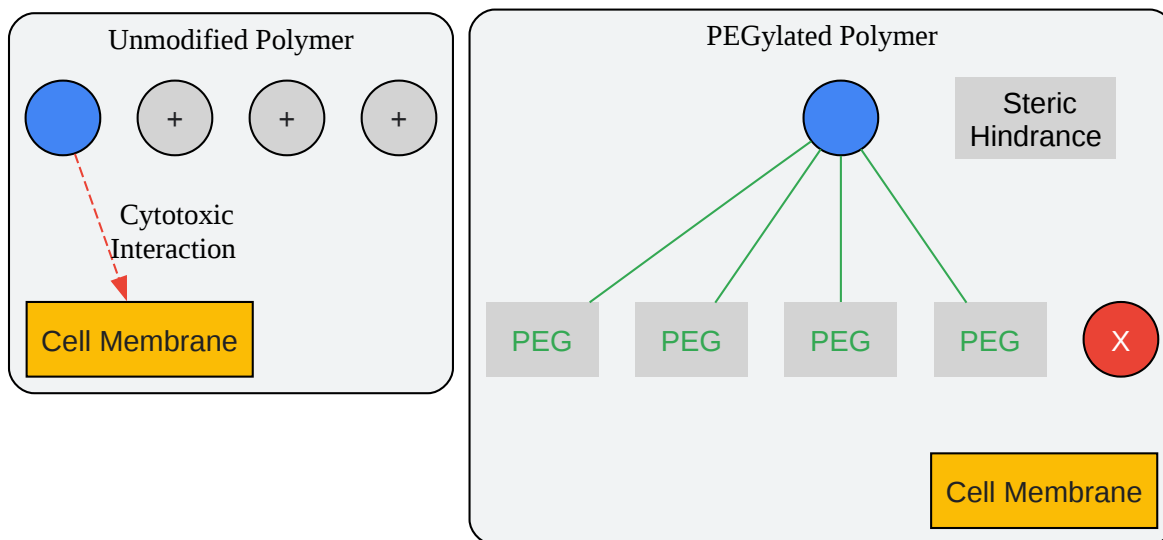 Unmodified Polymer
+
+
+
Cytotoxic
Interaction
Cell Membrane
PEGylated Polymer
Steric
Hindrance
PEG
PEG
PEG
PEG
X
Cell Membrane